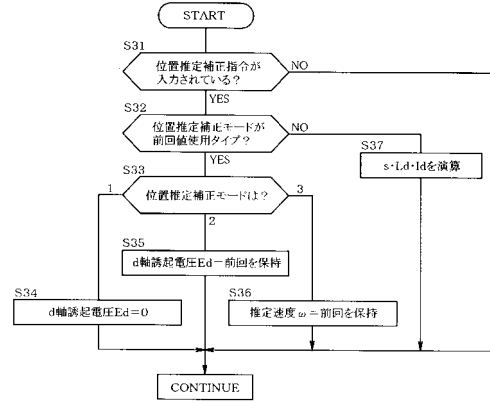 START
S31
位置推定補正指令が
入力されている?
NO
YES
S32
位置推定補正モードが
前回値使用タイプ?
NO
YES
S37
s・Ld・Idを演算
S33
位置推定補正モードは?
1
2
3
S35
d軸誘起電圧Ed=前回を保持
S34
d軸誘起電圧Ed=0
S36
推定速度ω=前回を保持
CONTINUE